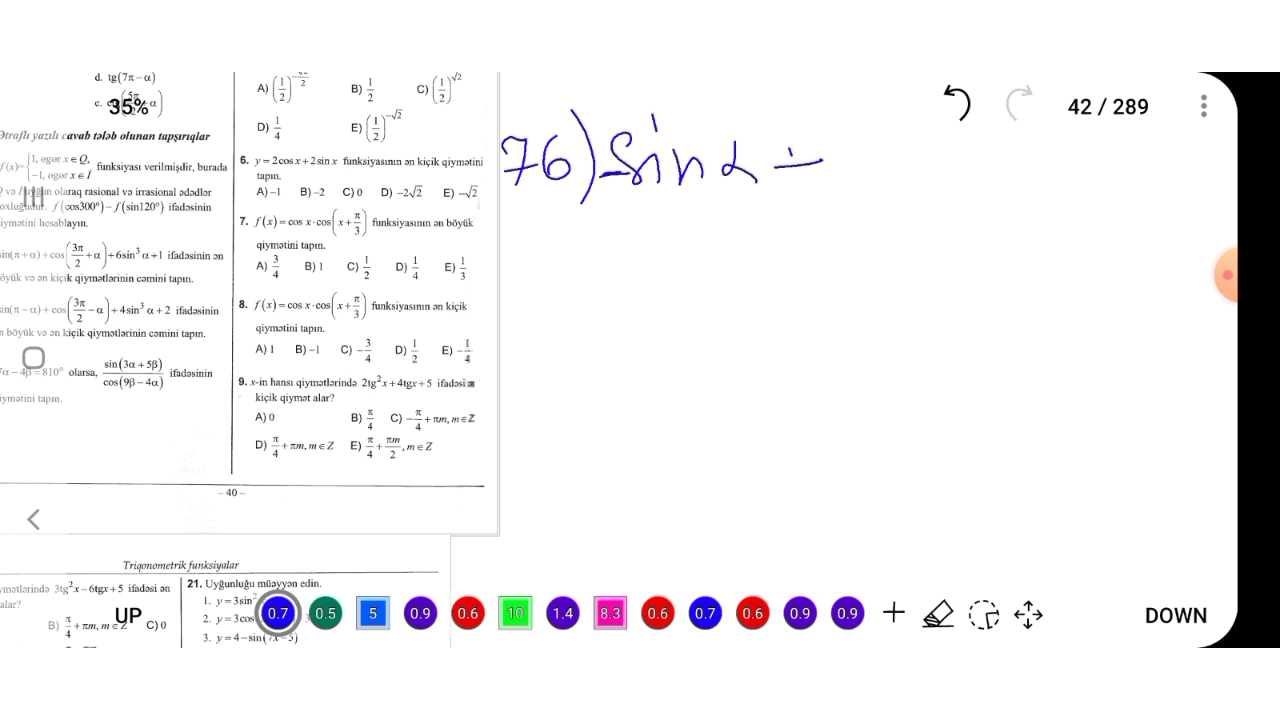 d. tg(7π−α)
35%
Ətraflı yazılı cavab tələb olunan tapşırıqlar
f(x)={1, əgər x∈Q, −1, əgər x∈I funksiyası verilmişdir, burada
olaraq rasional və irrasional ədədlər
f(cos300°)−f(sin120°) ifadəsinin
hesablayın.
sin(π+α)+cos(3π/2+α)+6sin³α+1 ifadəsinin ən
böyük və ən kiçik qiymətlərinin cəmini tapın.
sin(π−α)+cos(3π/2−α)+4sin³α+2 ifadəsinin
böyük və ən kiçik qiymətlərinin cəmini tapın.
7α−4β=810° olarsa, sin(3α+5β)/cos(9β−4α) ifadəsinin
tapın.
B) 1/2 C) (1/2)^√2
D) 1/4 E) (1/2)^−√2
6. y=2cosx+2sinx funksiyasının ən kiçik qiymətini
tapın.
A) −1 B) −2 C) 0 D) −2√2 E) −√2
7. f(x)=cosx·cos(x+π/3) funksiyasının ən böyük
qiymətini tapın.
A) 3/4 B) 1 C) 1/2 D) 1/4 E) 1/3
8. f(x)=cosx·cos(x+π/3) funksiyasının ən kiçik
qiymətini tapın.
A) 1 B) −1 C) −3/4 D) 1/2 E) −1/4
9. x-in hansı qiymətlərində 2tg²x+4tgx+5 ifadəsi ən
kiçik qiymət alar?
A) 0 B) π/4 C) −π/4+πm, m∈Z
D) π/4+πm, m∈Z E) π/4+πm/2, m∈Z
– 40 –
Triqonometrik funksiyalar
3tg²x−6tgx+5 ifadəsi ən
alar?
B) π/4+πm, m∈Z C) 0
21. Uyğunluğu müəyyən edin.
1. y=3sin²
2. y=3cos
3. y=4−sin(7x−5)
76) sin α
42 / 289
UP
0.7 0.5 5 0.9 0.6 10 1.4 8.3 0.6 0.7 0.6 0.9 0.9
DOWN